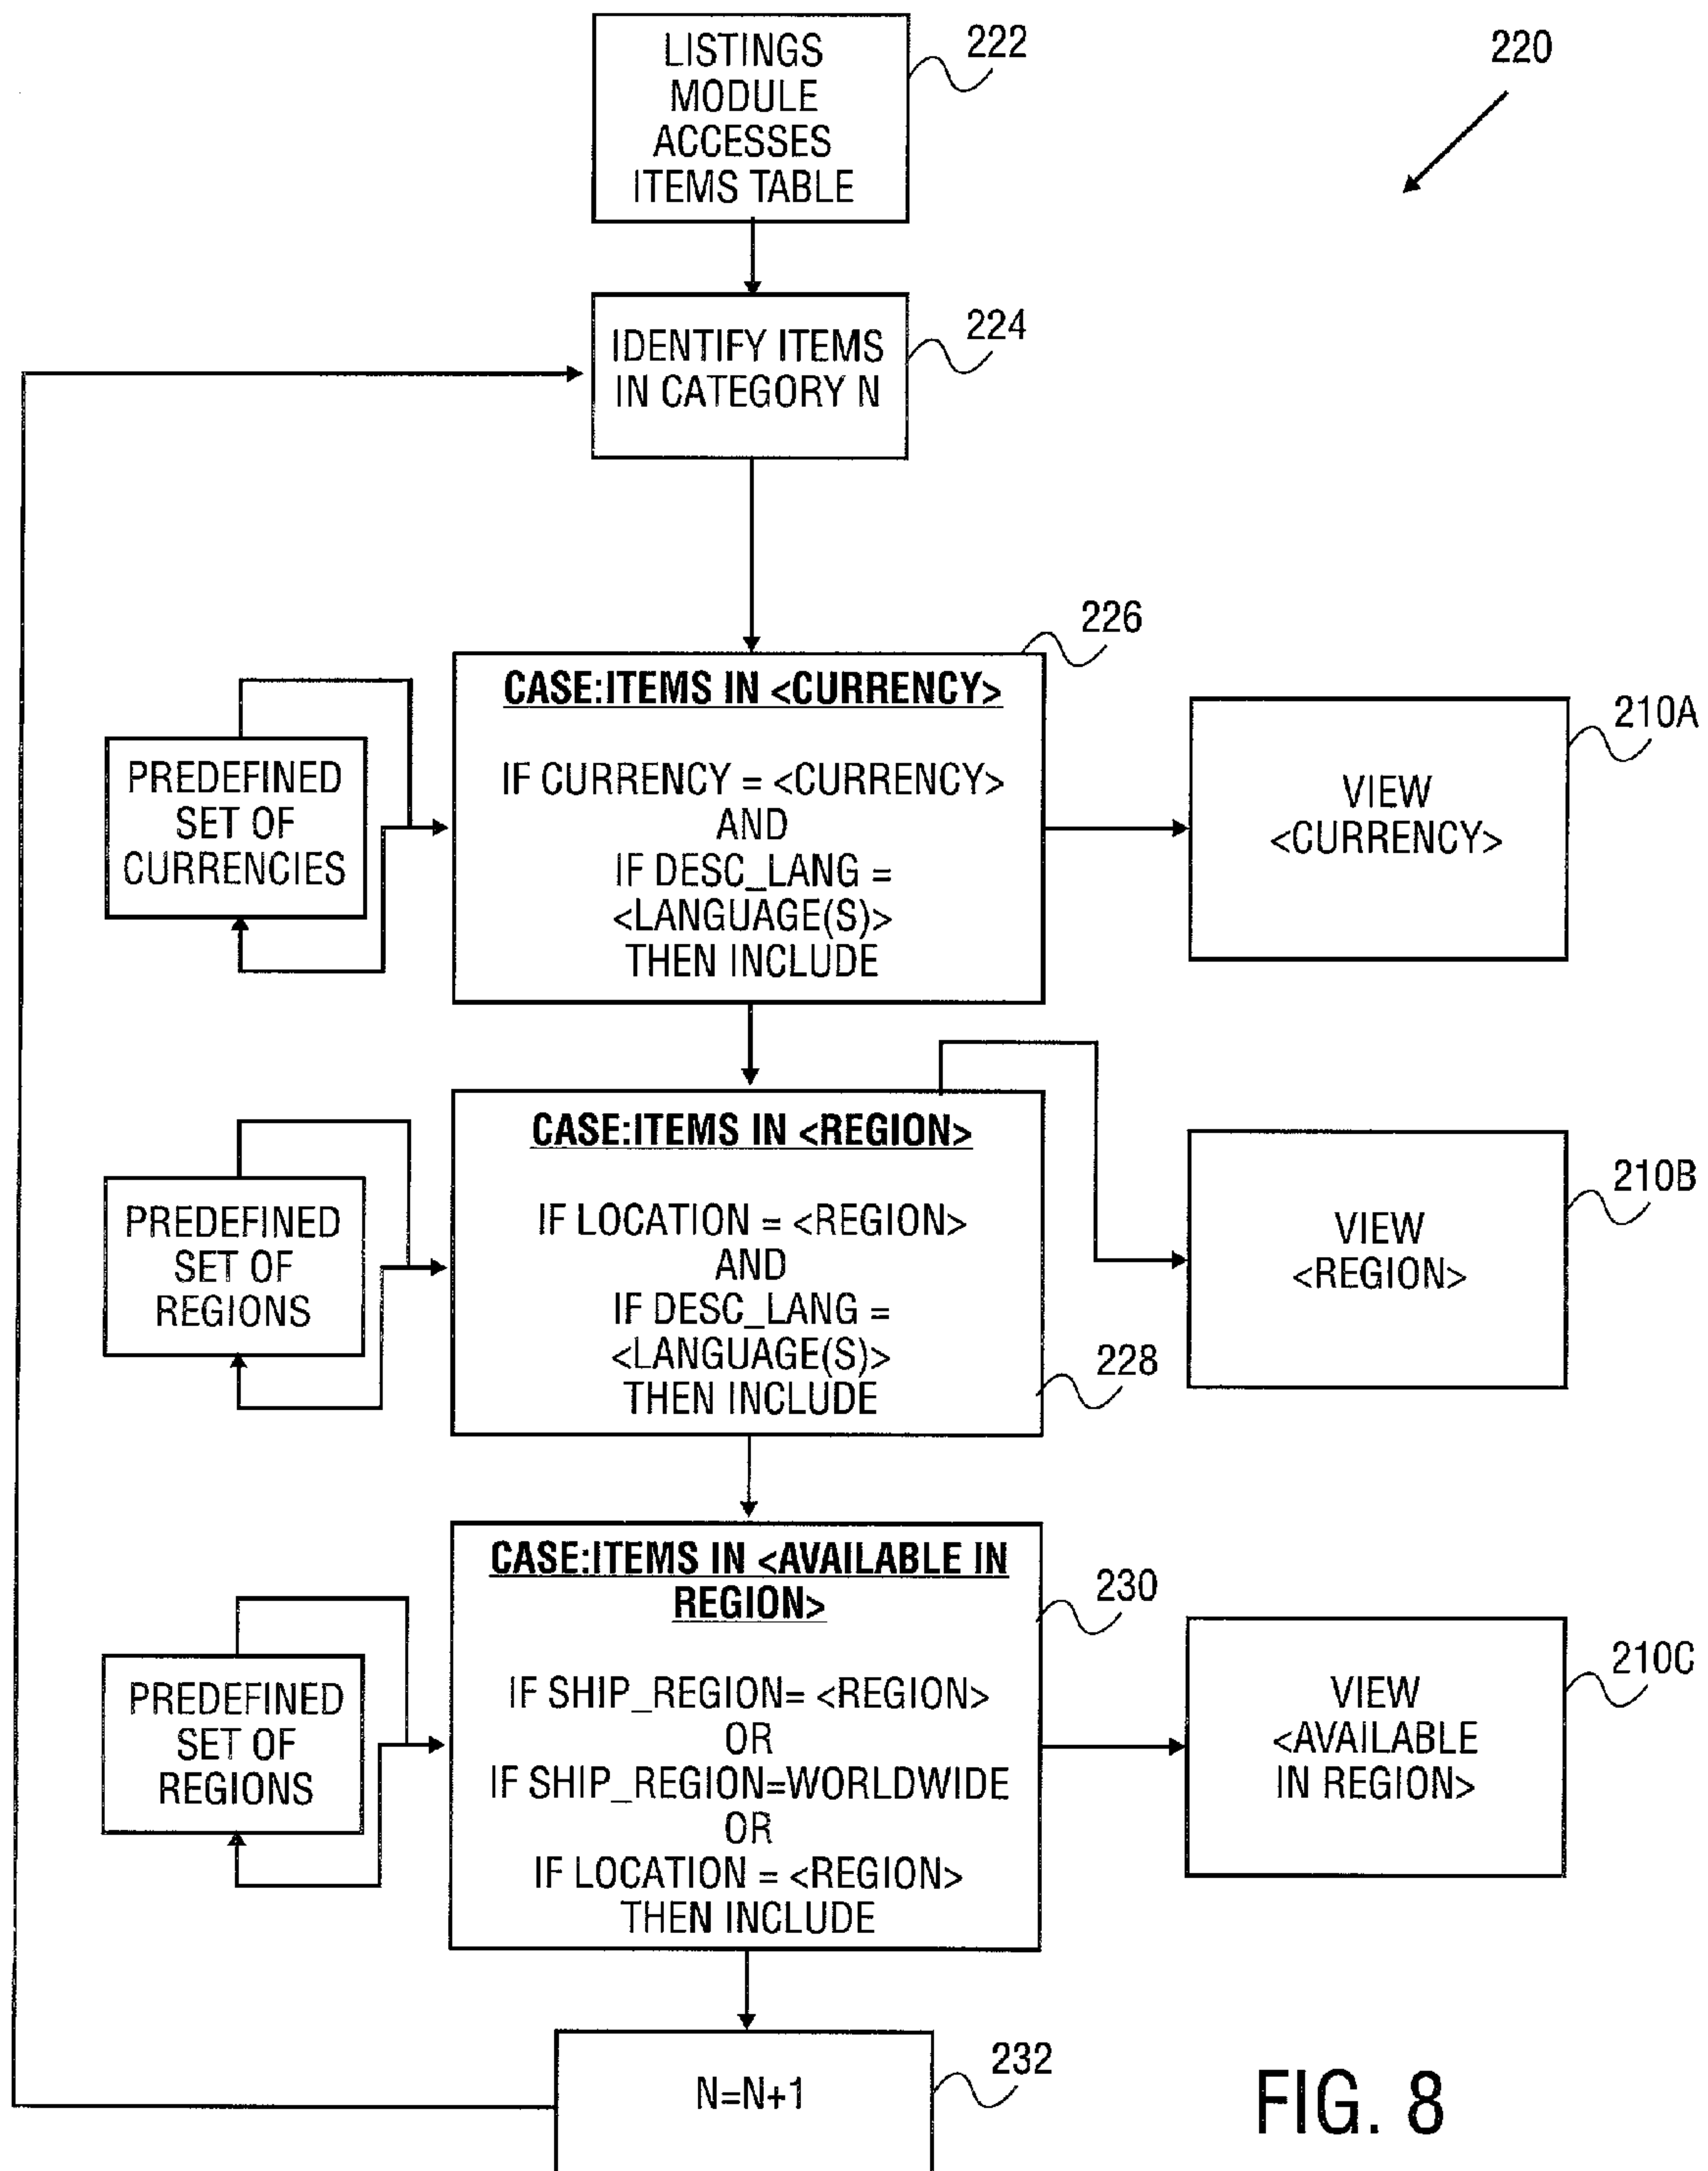 LISTINGS
MODULE
ACCESSES
ITEMS TABLE
222
220
IDENTIFY ITEMS
IN CATEGORY N
224
226
CASE:ITEMS IN <CURRENCY>
IF CURRENCY = <CURRENCY>
AND
IF DESC_LANG =
<LANGUAGE(S)>
THEN INCLUDE
PREDEFINED
SET OF
CURRENCIES
VIEW
<CURRENCY>
210A
CASE:ITEMS IN <REGION>
IF LOCATION = <REGION>
AND
IF DESC_LANG =
<LANGUAGE(S)>
THEN INCLUDE
228
PREDEFINED
SET OF
REGIONS
VIEW
<REGION>
210B
CASE:ITEMS IN <AVAILABLE IN
REGION>
IF SHIP_REGION= <REGION>
OR
IF SHIP_REGION=WORLDWIDE
OR
IF LOCATION = <REGION>
THEN INCLUDE
230
PREDEFINED
SET OF
REGIONS
VIEW
<AVAILABLE
IN REGION>
210C
N=N+1
232
FIG. 8